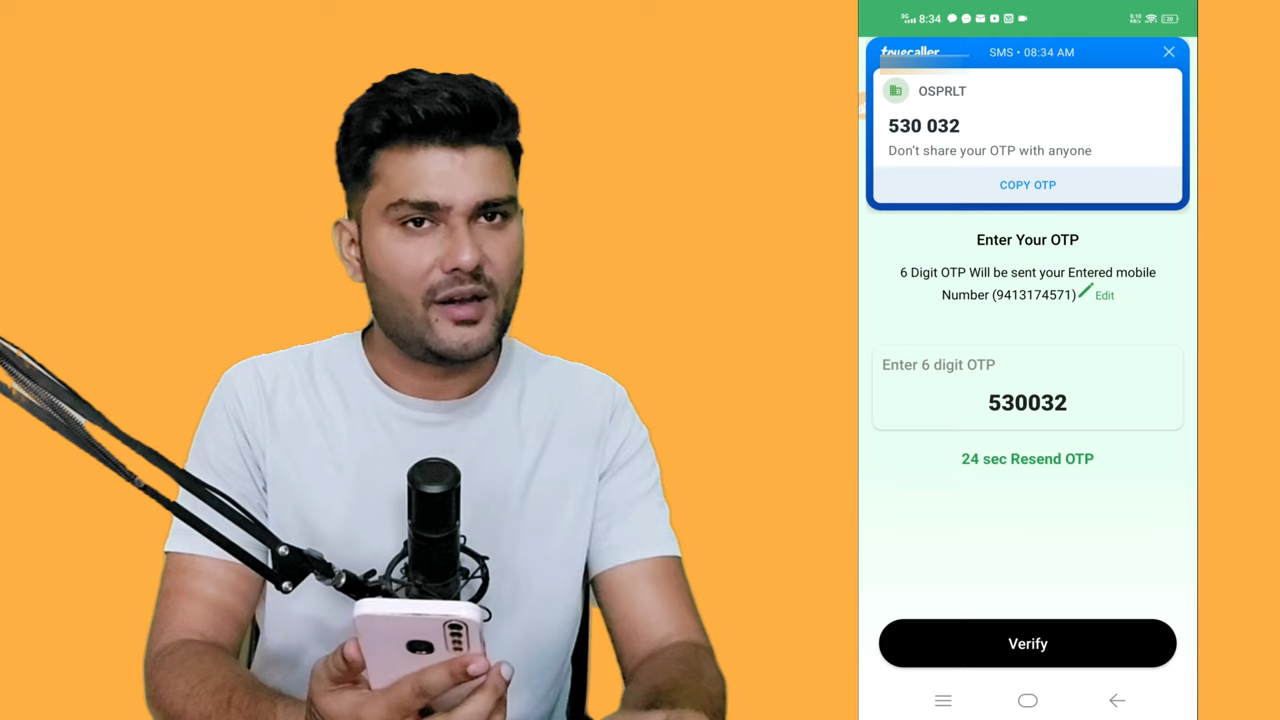 3G 8:34
truecaller
SMS • 08:34 AM
OSPRLT
530 032
Don't share your OTP with anyone
COPY OTP
Enter Your OTP
6 Digit OTP Will be sent your Entered mobile
Number (9413174571) Edit
Enter 6 digit OTP
530032
24 sec Resend OTP
Verify